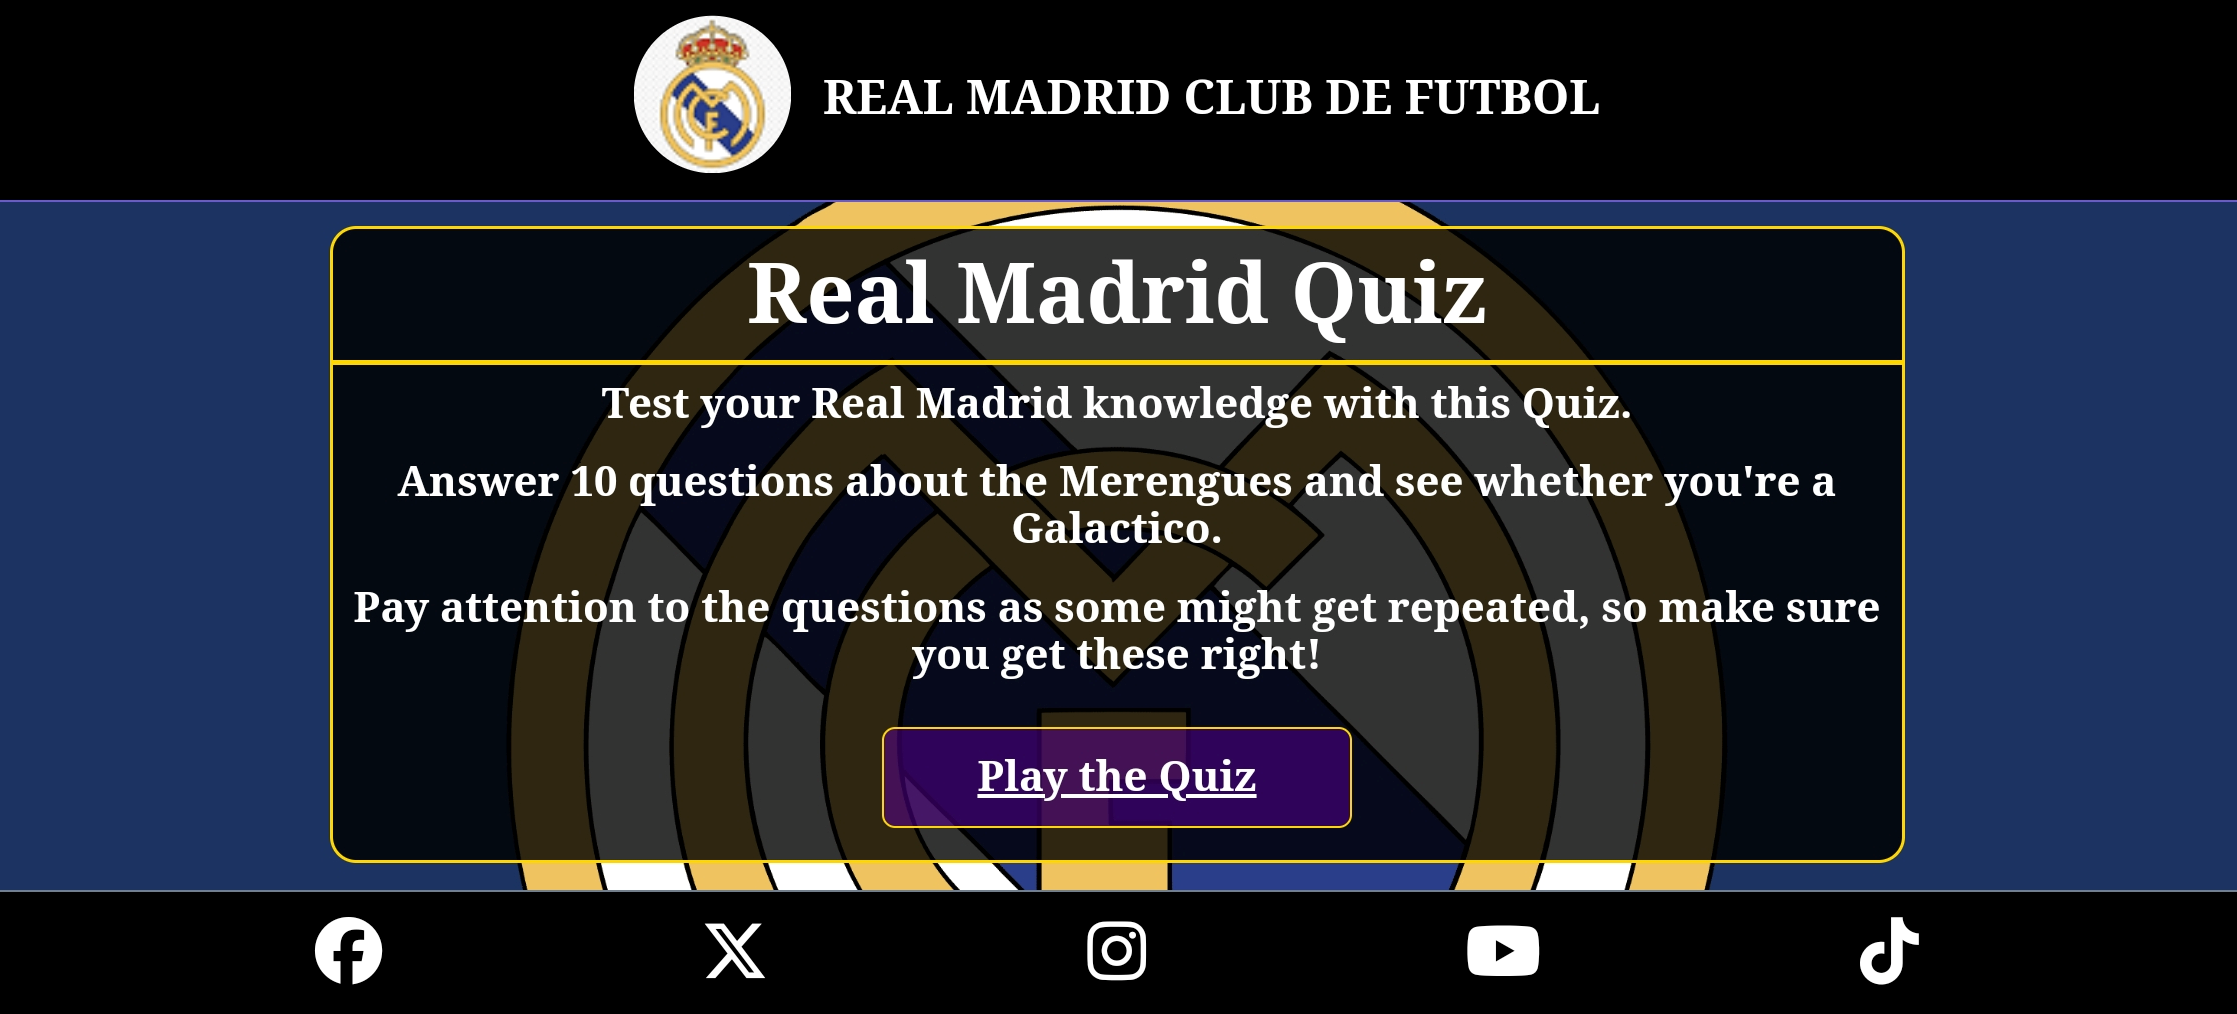 REAL MADRID CLUB DE FUTBOL
Real Madrid Quiz
Test your Real Madrid knowledge with this Quiz.
Answer 10 questions about the Merengues and see whether you're a
Galactico.
Pay attention to the questions as some might get repeated, so make sure
you get these right!
Play the Quiz